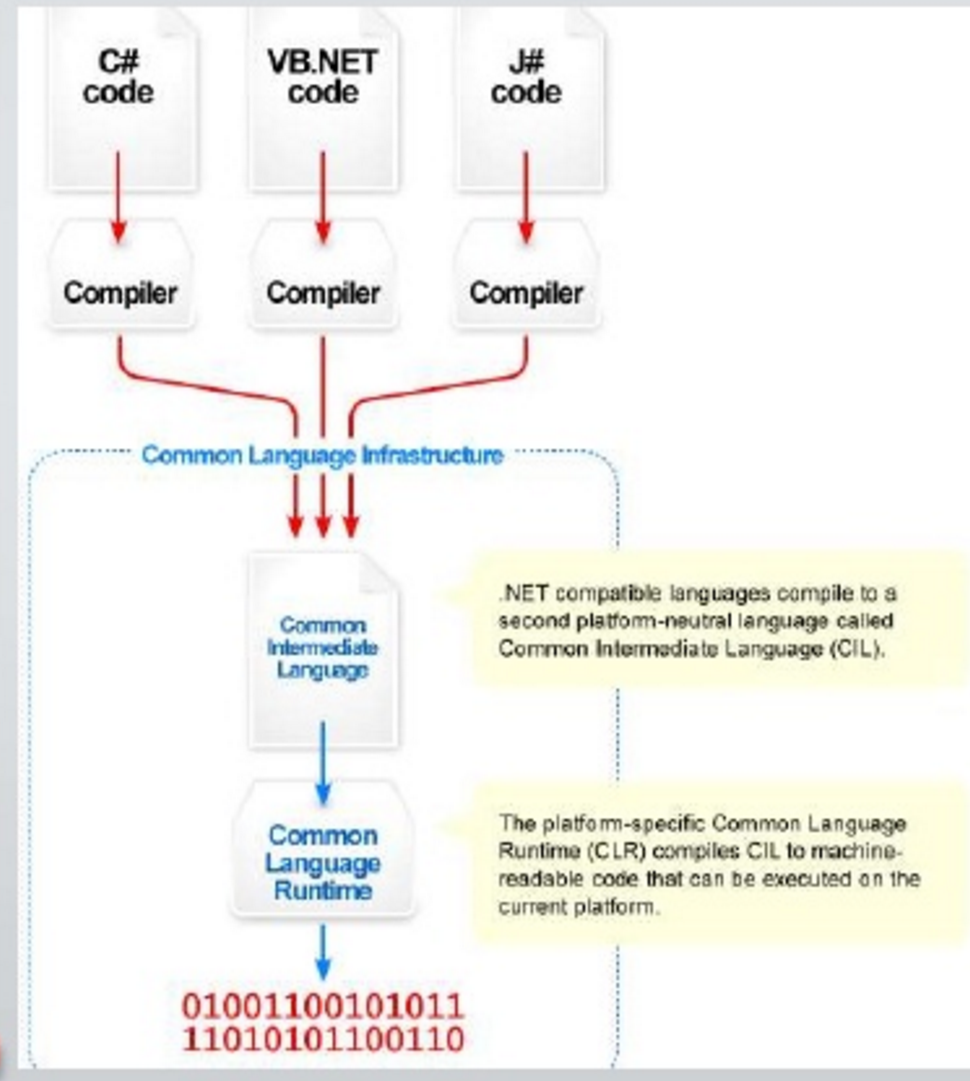 C#
code
VB.NET
code
J#
code
Compiler
Compiler
Compiler
Common Language Infrastructure
Common
Intermediate
Language
.NET compatible languages compile to a
second platform-neutral language called
Common Intermediate Language (CIL).
Common
Language
Runtime
The platform-specific Common Language
Runtime (CLR) compiles CIL to machine-
readable code that can be executed on the
current platform.
01001100101011
11010101100110